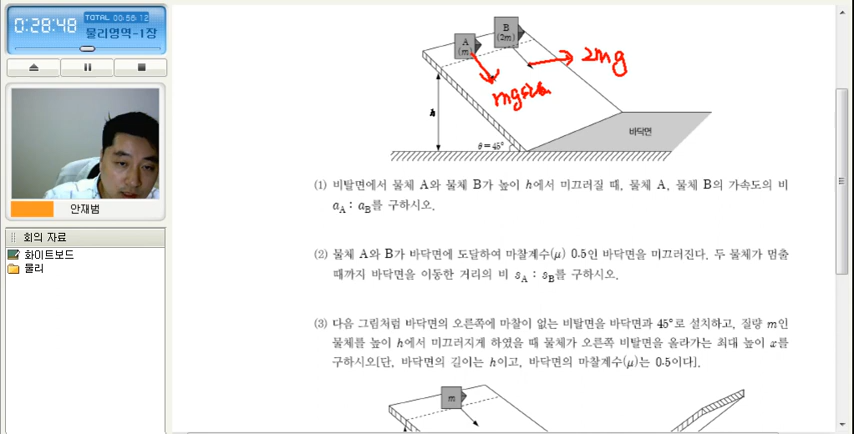 0:28:48
TOTAL 00:56:12
물리영역-1장
안재범
회의 자료
화이트보드
물리
A
(m)
B
(2m)
2mg
h
θ=45°
바닥면
(1) 비탈면에서 물체 A와 물체 B가 높이 h에서 미끄러질 때, 물체 A, 물체 B의 가속도의 비
aA : aB를 구하시오.
(2) 물체 A와 B가 바닥면에 도달하여 마찰계수(μ) 0.5인 바닥면을 미끄러진다. 두 물체가 멈출
때까지 바닥면을 이동한 거리의 비 sA : sB를 구하시오.
(3) 다음 그림처럼 바닥면의 오른쪽에 마찰이 없는 비탈면을 바닥면과 45°로 설치하고, 질량 m인
물체를 높이 h에서 미끄러지게 하였을 때 물체가 오른쪽 비탈면을 올라가는 최대 높이 x를
구하시오[단, 바닥면의 길이는 h이고, 바닥면의 마찰계수(μ)는 0.5이다].
m